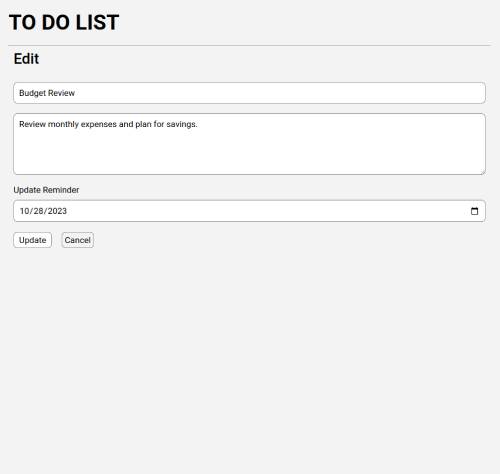 TO DO LIST
Edit
Budget Review
Review monthly expenses and plan for savings.
Update Reminder
10/28/2023
Update Cancel